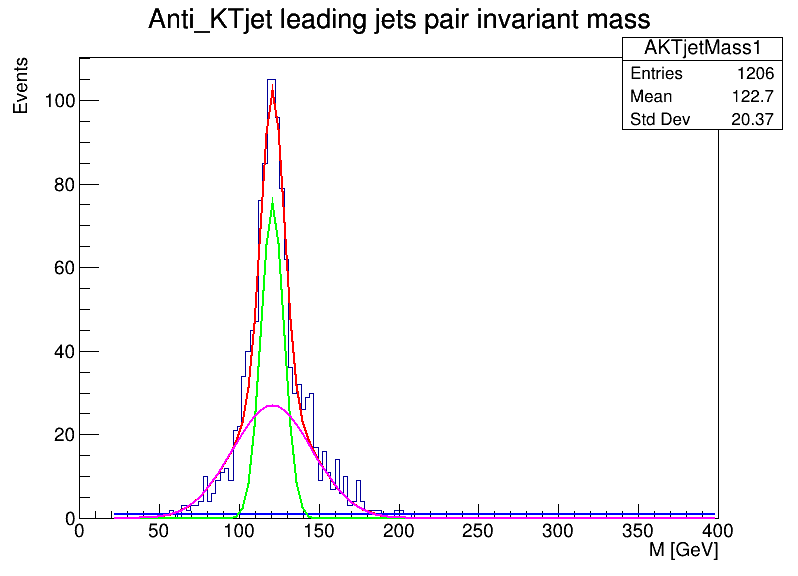 Anti_KTjet leading jets pair invariant mass
AKTjetMass1
Entries 1206
Mean 122.7
Std Dev 20.37
Events
100
80
60
40
20
0
0 50 100 150 200 250 300 350 400
M [GeV]